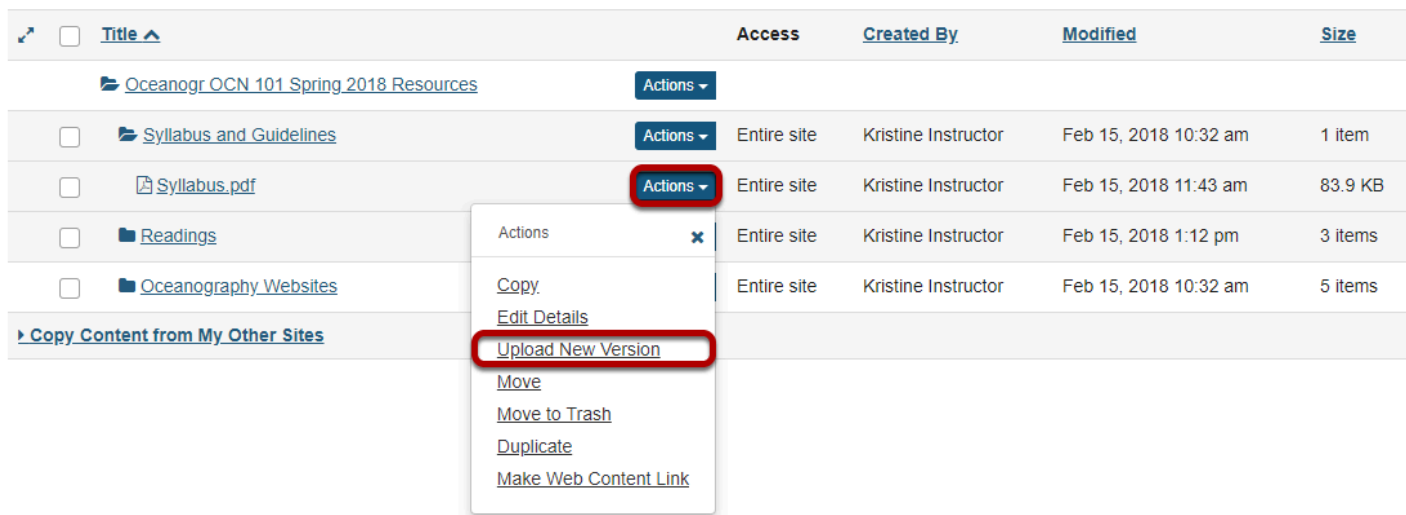 Title Access Created By Modified Size
Oceanogr OCN 101 Spring 2018 Resources Actions
Syllabus and Guidelines Actions Entire site Kristine Instructor Feb 15, 2018 10:32 am 1 item
Syllabus.pdf Actions Entire site Kristine Instructor Feb 15, 2018 11:43 am 83.9 KB
Readings Entire site Kristine Instructor Feb 15, 2018 1:12 pm 3 items
Oceanography Websites Entire site Kristine Instructor Feb 15, 2018 10:32 am 5 items
Copy Content from My Other Sites
Actions
Copy
Edit Details
Upload New Version
Move
Move to Trash
Duplicate
Make Web Content Link